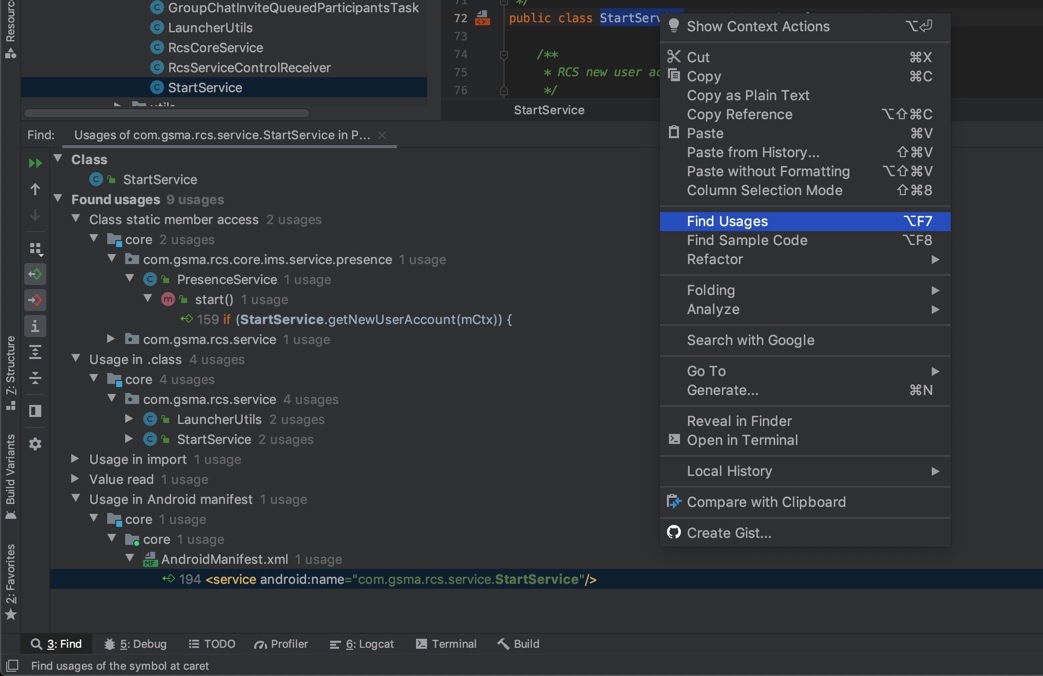 Resourc
GroupChatInviteQueuedParticipantsTask
LauncherUtils
RcsCoreService
RcsServiceControlReceiver
StartService
utils
71 */
72 public class StartServ
73
74 /**
75 * RCS new user ac
76 */
StartService
Find: Usages of com.gsma.rcs.service.StartService in P...
Class
StartService
Found usages 9 usages
Class static member access 2 usages
core 2 usages
com.gsma.rcs.core.ims.service.presence 1 usage
PresenceService 1 usage
start() 1 usage
159 if (StartService.getNewUserAccount(mCtx)) {
com.gsma.rcs.service 1 usage
Usage in .class 4 usages
core 4 usages
com.gsma.rcs.service 4 usages
LauncherUtils 2 usages
StartService 2 usages
Usage in import 1 usage
Value read 1 usage
Usage in Android manifest 1 usage
core 1 usage
core 1 usage
AndroidManifest.xml 1 usage
194 <service android:name="com.gsma.rcs.service.StartService"/>
Z: Structure
Build Variants
2: Favorites
Show Context Actions ⌥⏎
Cut ⌘X
Copy ⌘C
Copy as Plain Text
Copy Reference ⌥⇧⌘C
Paste ⌘V
Paste from History... ⇧⌘V
Paste without Formatting ⌥⇧⌘V
Column Selection Mode ⇧⌘8
Find Usages ⌥F7
Find Sample Code ⌥F8
Refactor
Folding
Analyze
Search with Google
Go To
Generate... ⌘N
Reveal in Finder
Open in Terminal
Local History
Compare with Clipboard
Create Gist...
3: Find 5: Debug TODO Profiler 6: Logcat Terminal Build
Find usages of the symbol at caret